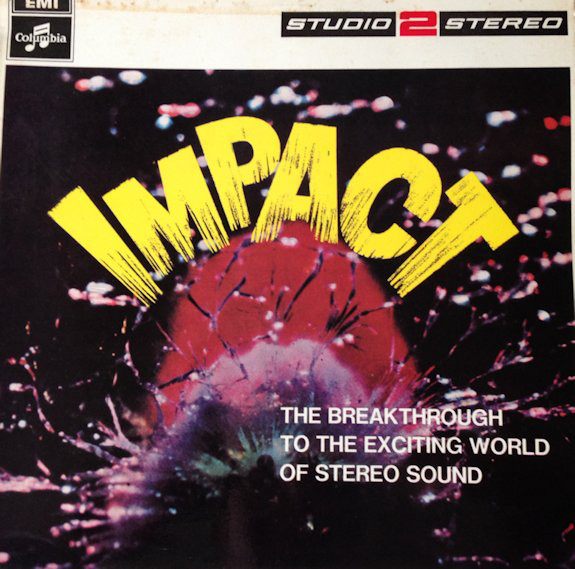 EMI
Columbia
STUDIO 2 STEREO
IMPACT
THE BREAKTHROUGH
TO THE EXCITING WORLD
OF STEREO SOUND